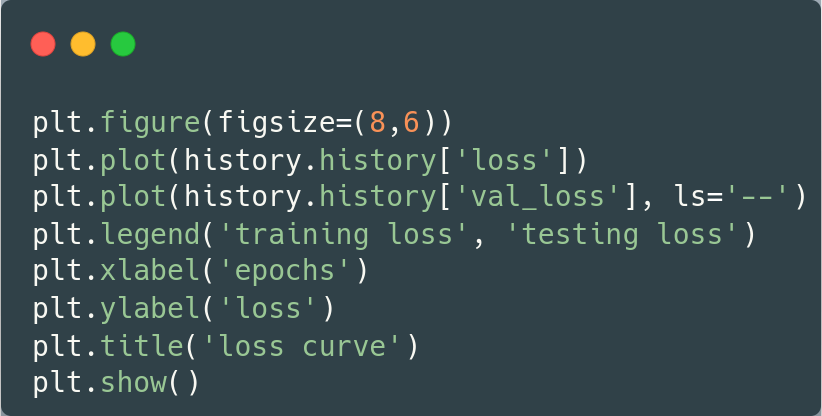 plt.figure(figsize=(8,6))
plt.plot(history.history['loss'])
plt.plot(history.history['val_loss'], ls='--')
plt.legend('training loss', 'testing loss')
plt.xlabel('epochs')
plt.ylabel('loss')
plt.title('loss curve')
plt.show()